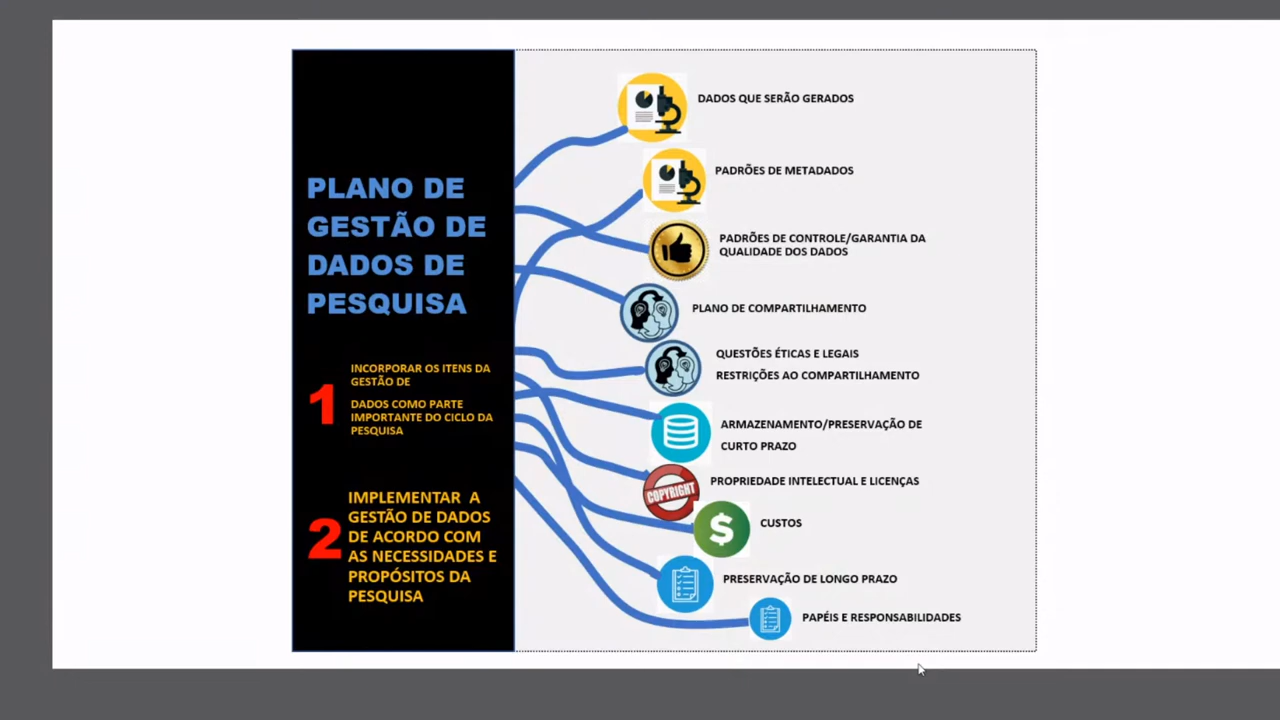 PLANO DE
GESTÃO DE
DADOS DE
PESQUISA
1
INCORPORAR OS ITENS DA
GESTÃO DE
DADOS COMO PARTE
IMPORTANTE DO CICLO DA
PESQUISA
2
IMPLEMENTAR A
GESTÃO DE DADOS
DE ACORDO COM
AS NECESSIDADES E
PROPÓSITOS DA
PESQUISA
DADOS QUE SERÃO GERADOS
PADRÕES DE METADADOS
PADRÕES DE CONTROLE/GARANTIA DA
QUALIDADE DOS DADOS
PLANO DE COMPARTILHAMENTO
QUESTÕES ÉTICAS E LEGAIS
RESTRIÇÕES AO COMPARTILHAMENTO
ARMAZENAMENTO/PRESERVAÇÃO DE
CURTO PRAZO
COPYRIGHT
PROPRIEDADE INTELECTUAL E LICENÇAS
$
CUSTOS
PRESERVAÇÃO DE LONGO PRAZO
PAPÉIS E RESPONSABILIDADES